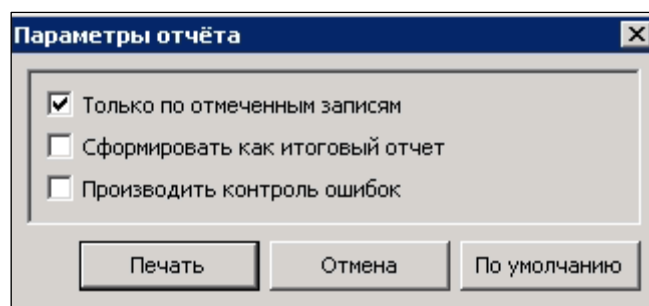 Параметры отчёта
Только по отмеченным записям
Сформировать как итоговый отчет
Производить контроль ошибок
Печать Отмена По умолчанию